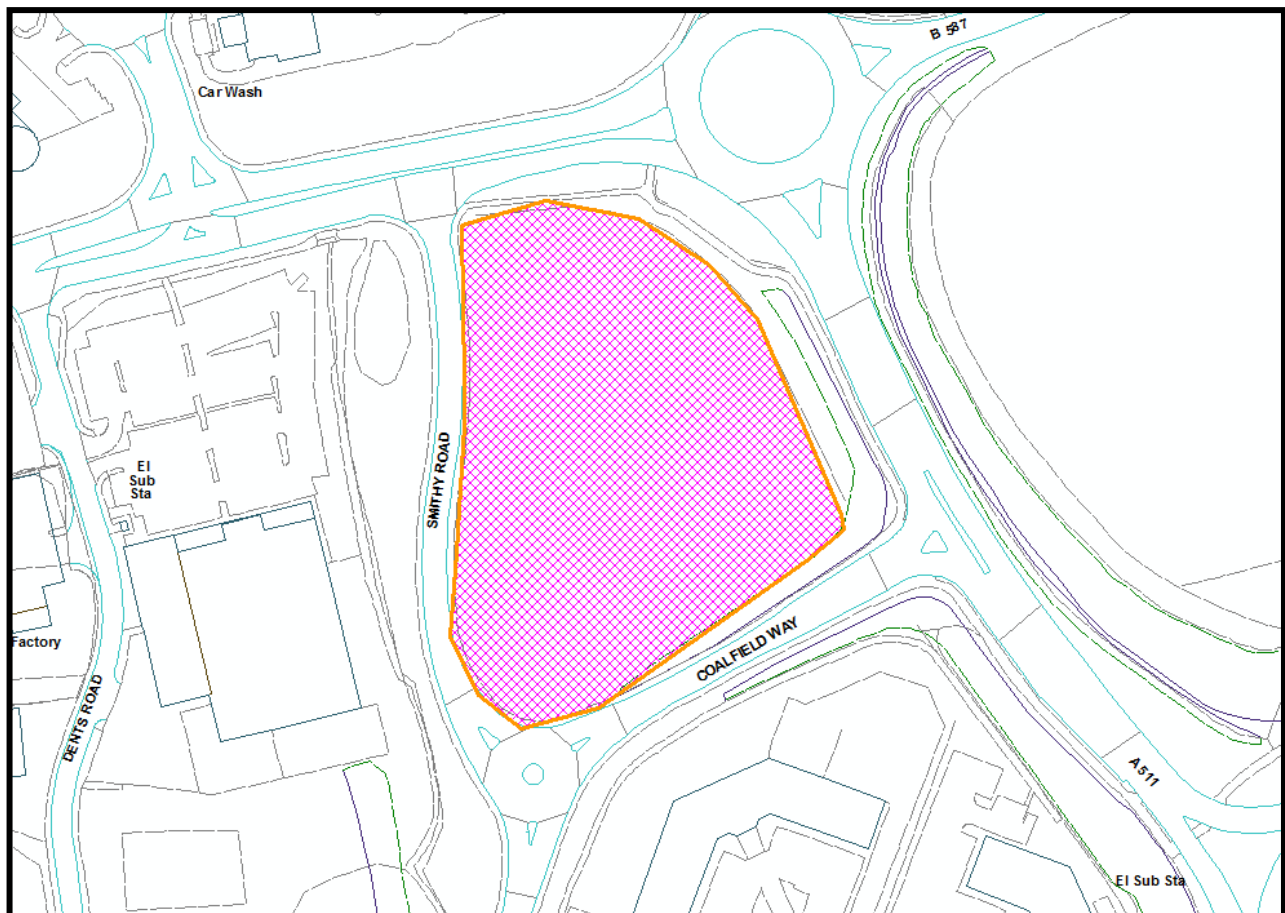 B 587
Car Wash
SMITHY ROAD
El
Sub
Sta
Factory
COALFIELD WAY
DENTS ROAD
A 511
El Sub Sta